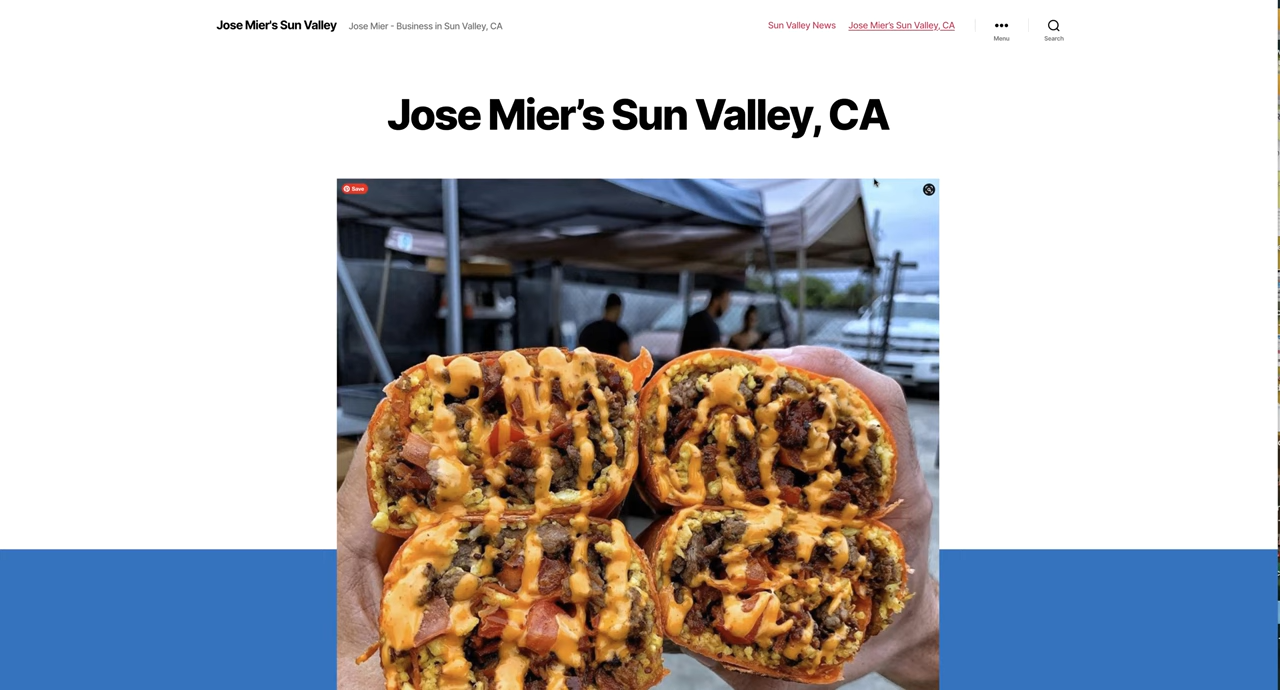 Jose Mier's Sun Valley
Jose Mier - Business in Sun Valley, CA
Sun Valley News
Jose Mier's Sun Valley, CA
Menu
Search
Jose Mier’s Sun Valley, CA
Save